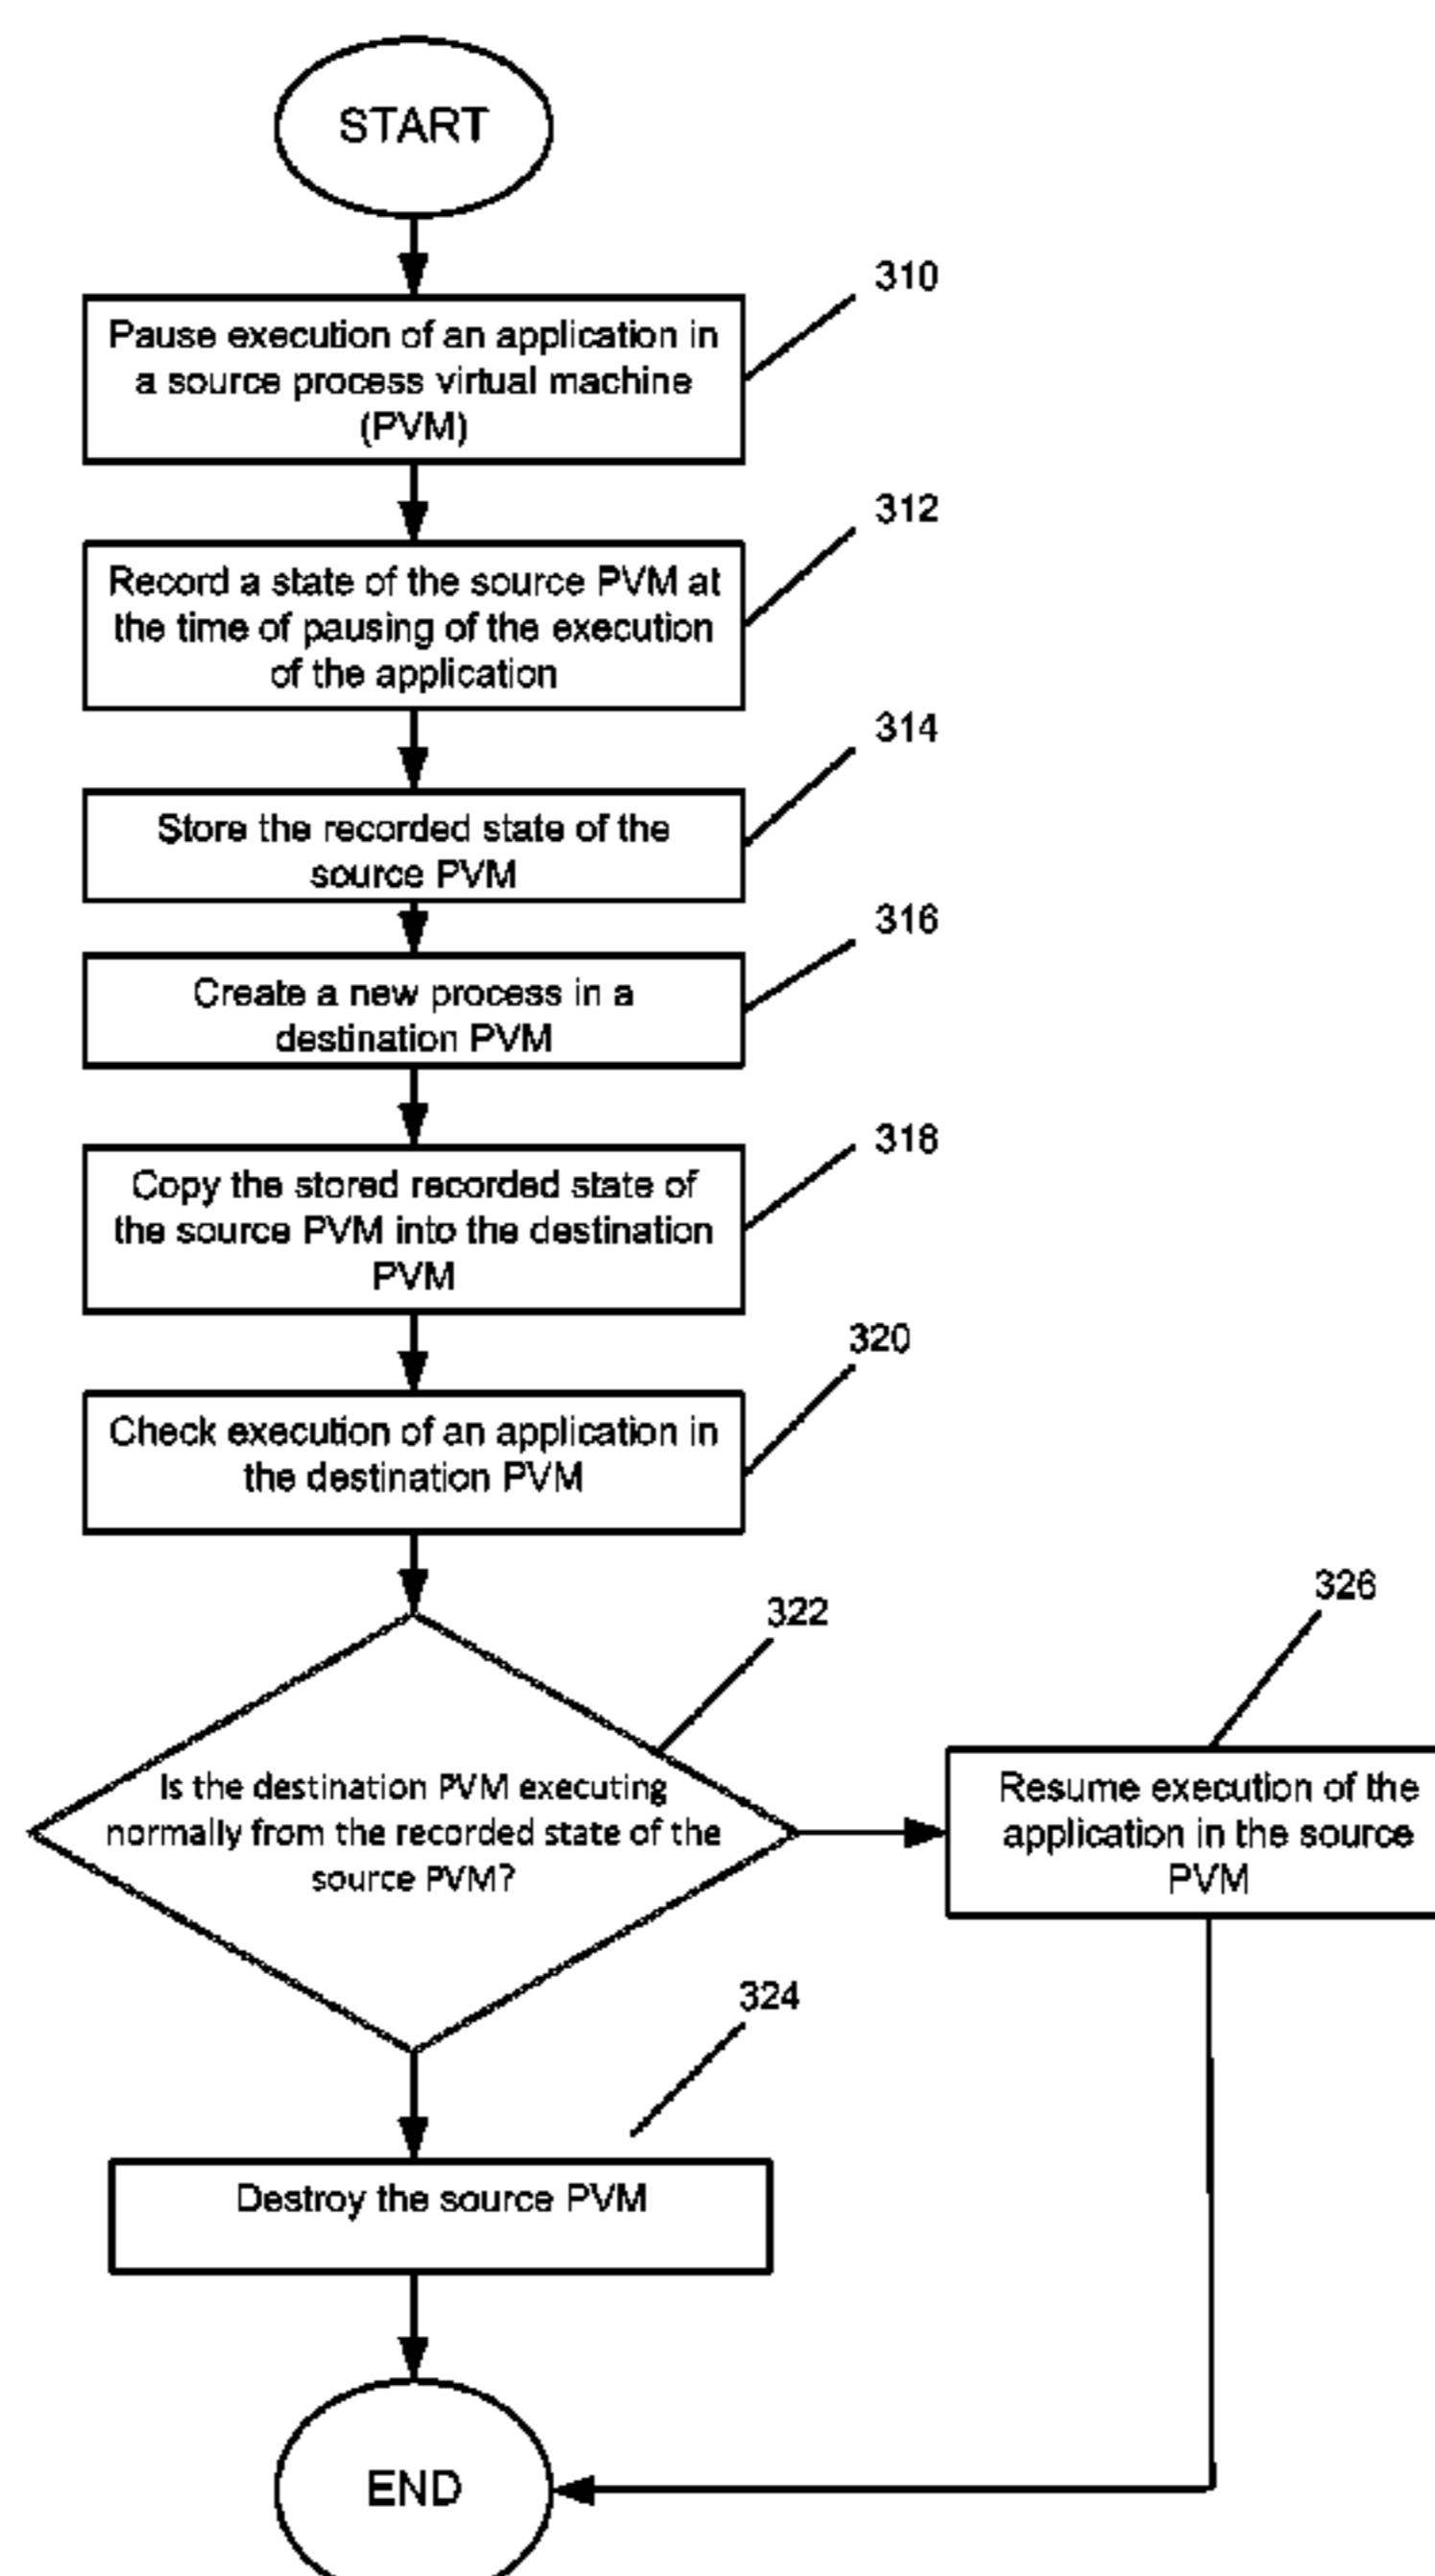 START
310
Pause execution of an application in
a source process virtual machine
(PVM)
312
Record a state of the source PVM at
the time of pausing of the execution
of the application
314
Store the recorded state of the
source PVM
316
Create a new process in a
destination PVM
318
Copy the stored recorded state of
the source PVM into the destination
PVM
320
Check execution of an application in
the destination PVM
322
Is the destination PVM executing
normally from the recorded state of the
source PVM?
326
Resume execution of the
application in the source
PVM
324
Destroy the source PVM
END